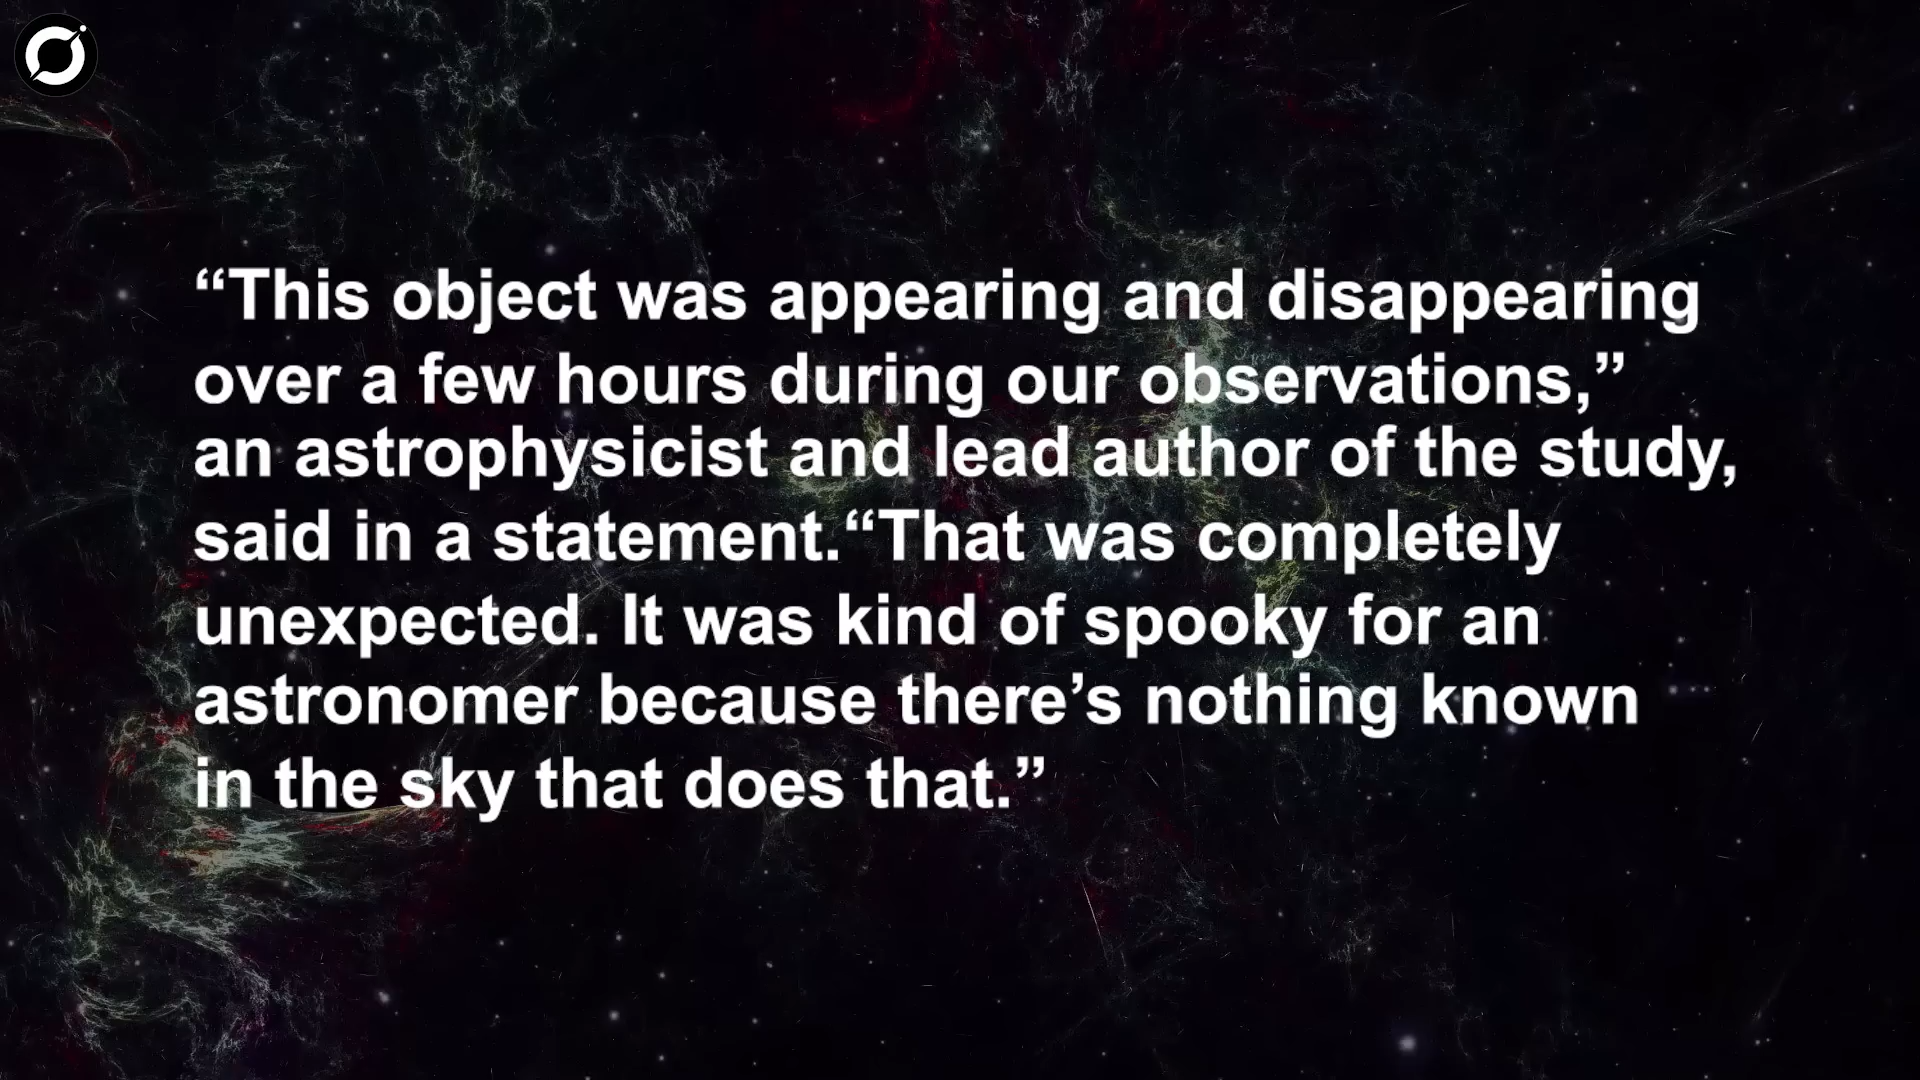 “This object was appearing and disappearing
over a few hours during our observations,”
an astrophysicist and lead author of the study,
said in a statement.“That was completely
unexpected. It was kind of spooky for an
astronomer because there’s nothing known
in the sky that does that.”